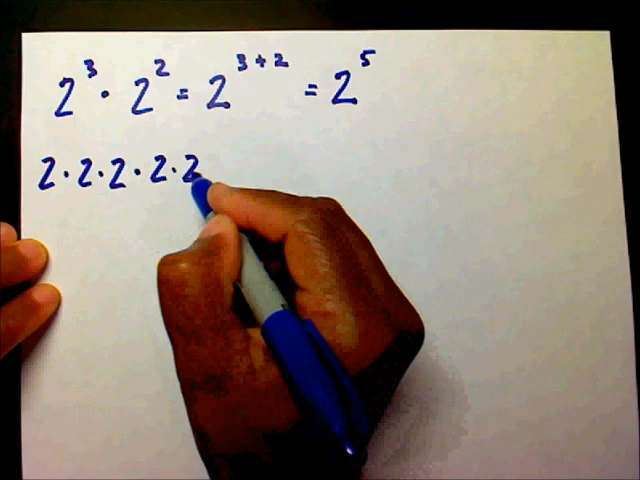 2³ · 2² = 2³⁺² = 2⁵
2 · 2 · 2 · 2 · 2